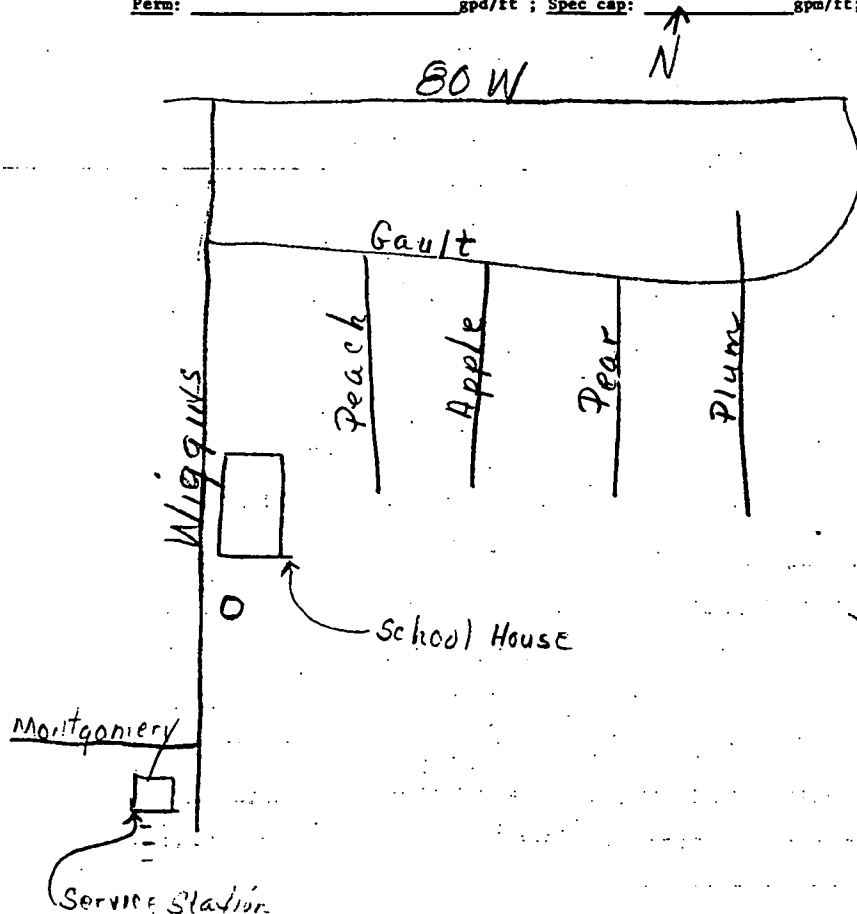 Perm: gpd/ft ; Spec cap: gpm/ft;
N
80 W
Gault
Peach
Apple
Pear
Plum
Wiggins
School House
Montgomery
Service Station